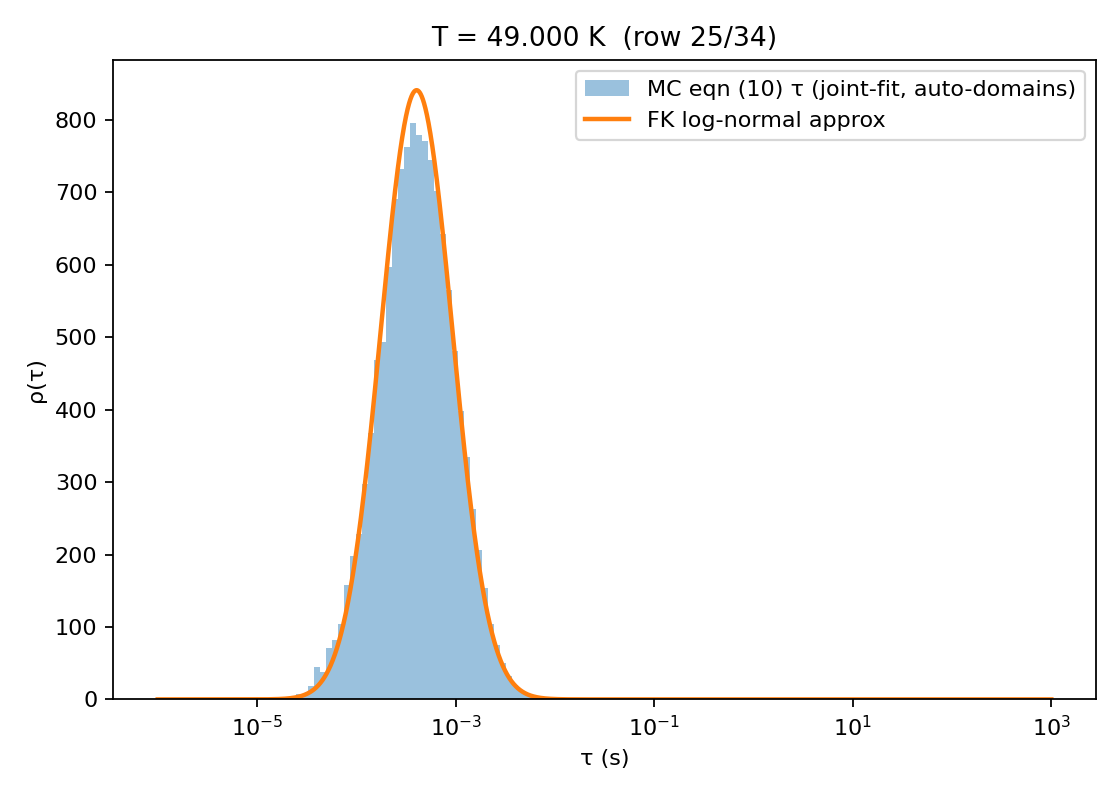 T = 49.000 K  (row 25/34)
MC eqn (10) τ (joint-fit, auto-domains)
FK log-normal approx
800
700
600
500
400
300
200
100
0
ρ(τ)
10⁻⁵
10⁻³
10⁻¹
10¹
10³
τ (s)